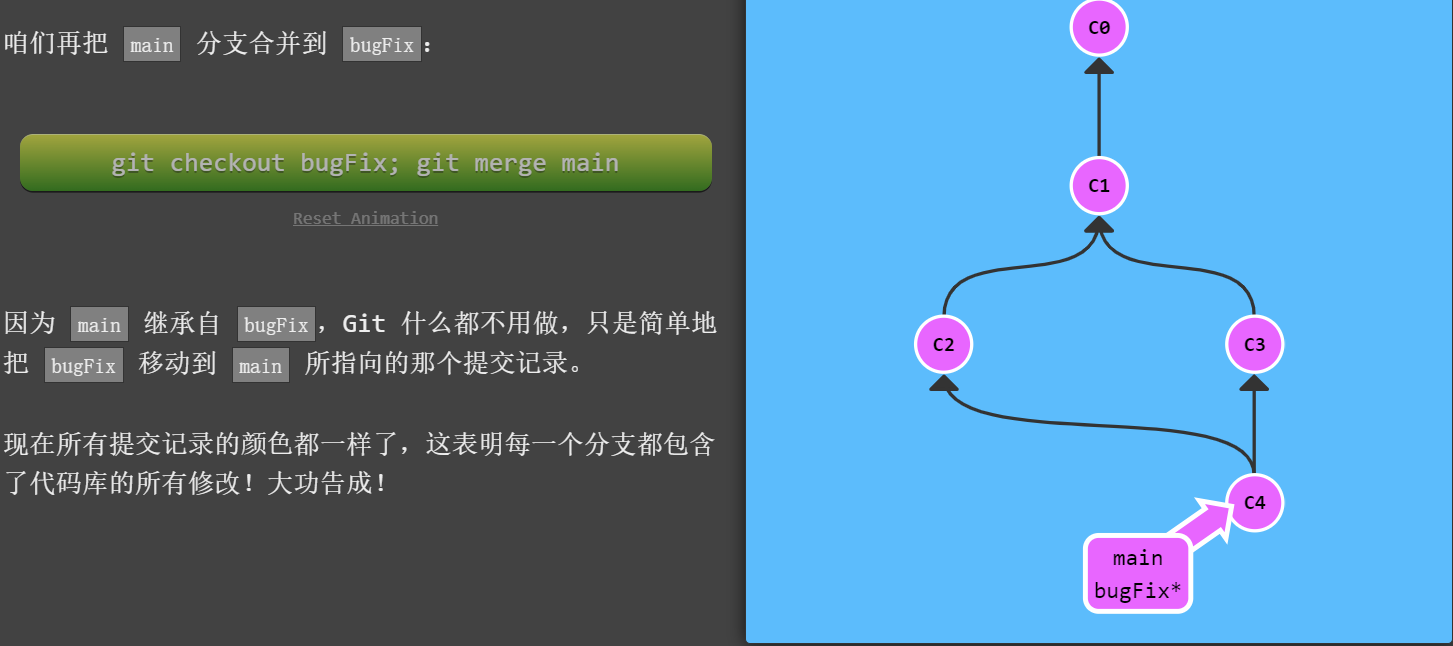 咱们再把 main 分支合并到 bugFix：
git checkout bugFix; git merge main
Reset Animation
因为 main 继承自 bugFix，Git 什么都不用做，只是简单地
把 bugFix 移动到 main 所指向的那个提交记录。
现在所有提交记录的颜色都一样了，这表明每一个分支都包含
了代码库的所有修改！大功告成！
C0
C1
C2
C3
C4
main
bugFix*